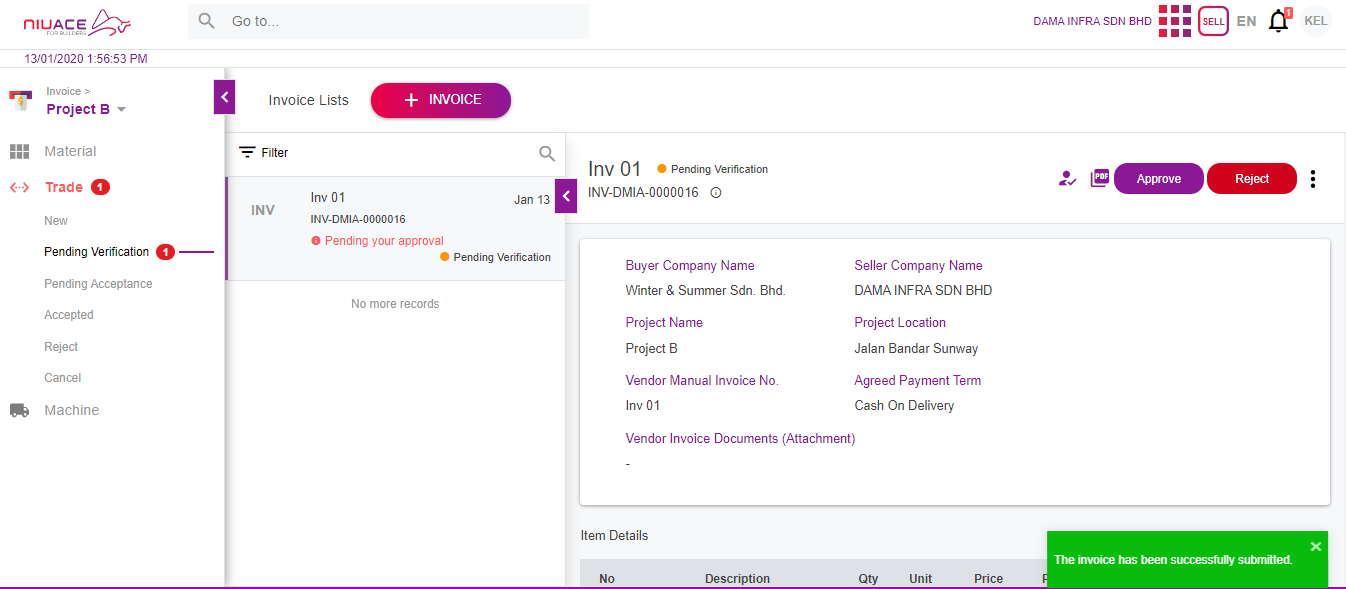 NIUACE
FOR BUILDERS
Go to...
DAMA INFRA SDN BHD
SELL
EN
1
KEL
13/01/2020 1:56:53 PM
Invoice >
Project B
Material
Trade 1
New
Pending Verification 1
Pending Acceptance
Accepted
Reject
Cancel
Machine
Invoice Lists
+ INVOICE
Filter
INV
Inv 01
Jan 13
INV-DMIA-0000016
Pending your approval
Pending Verification
No more records
Inv 01
Pending Verification
INV-DMIA-0000016
PDF
Approve
Reject
Buyer Company Name
Seller Company Name
Winter & Summer Sdn. Bhd.
DAMA INFRA SDN BHD
Project Name
Project Location
Project B
Jalan Bandar Sunway
Vendor Manual Invoice No.
Agreed Payment Term
Inv 01
Cash On Delivery
Vendor Invoice Documents (Attachment)
-
Item Details
No Description Qty Unit Price
The invoice has been successfully submitted.